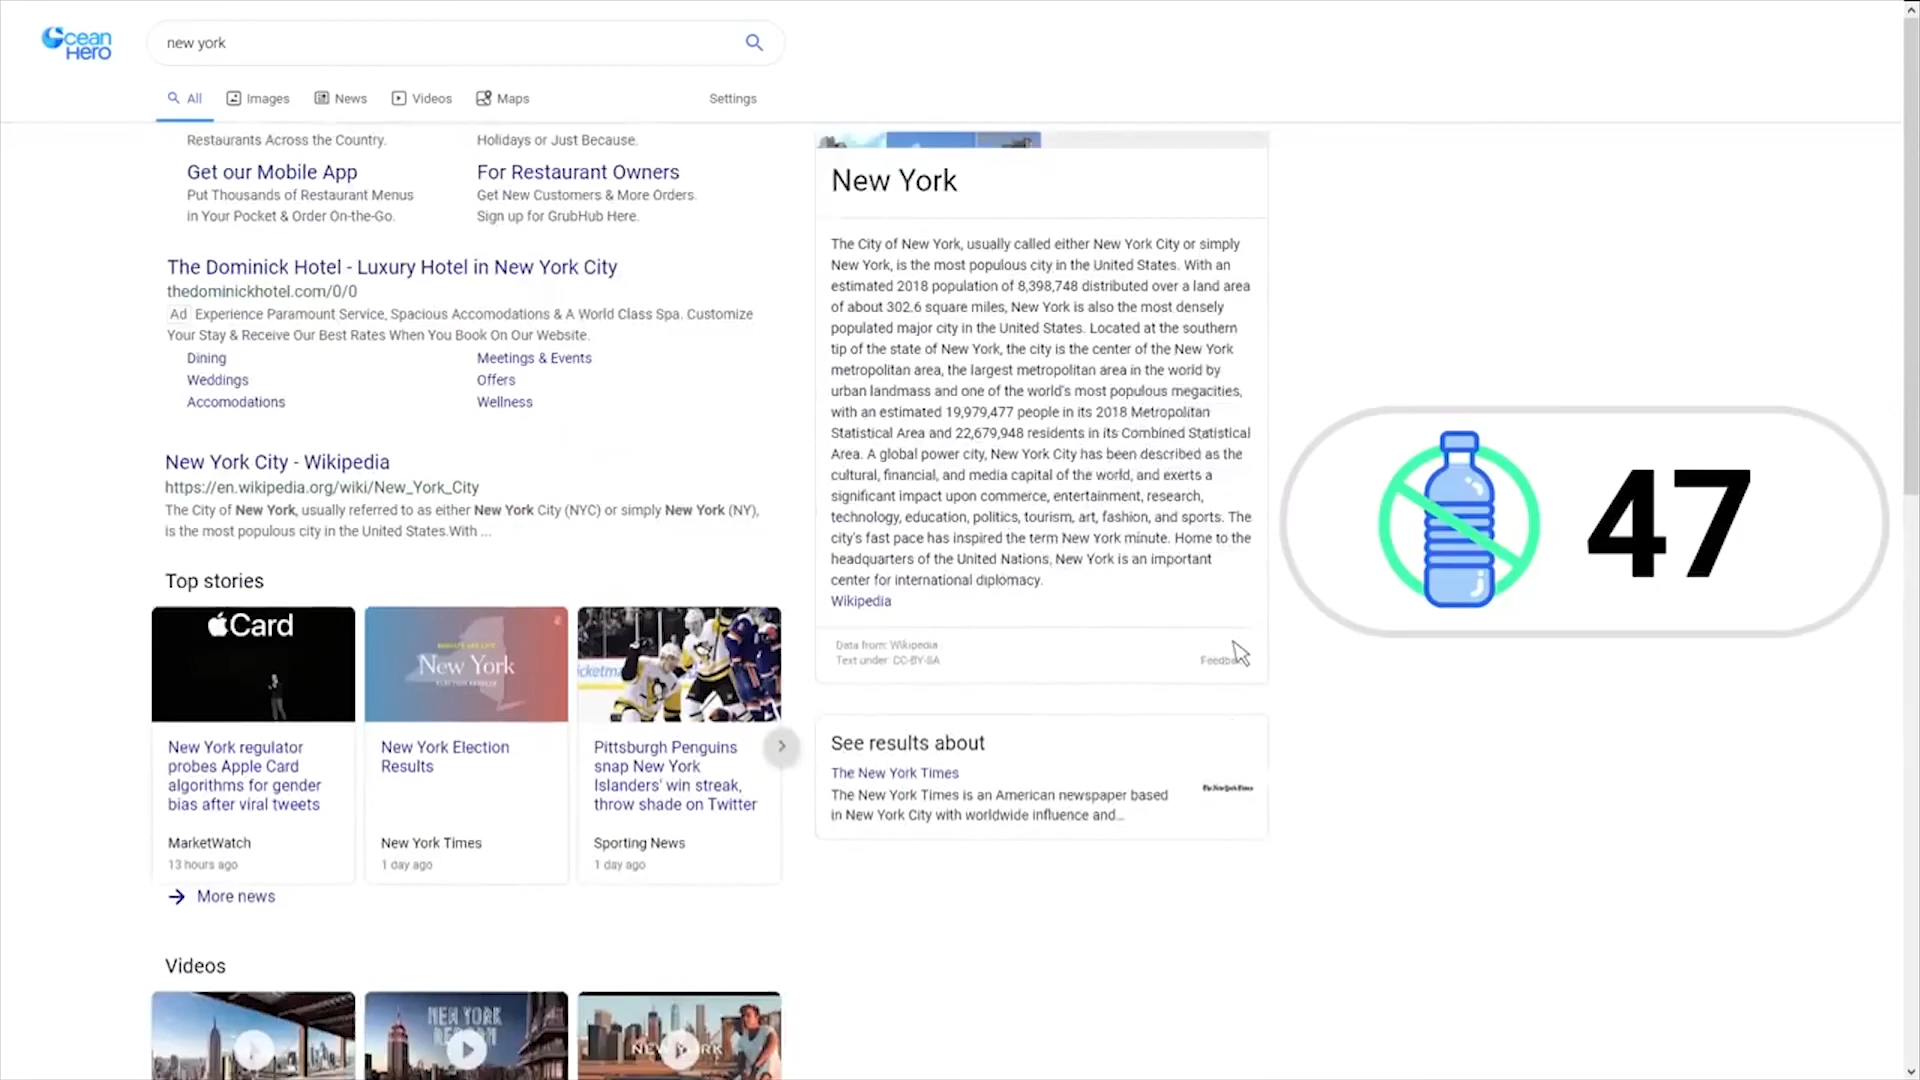 Ocean
Hero
new york
All
Images
News
Videos
Maps
Settings
Restaurants Across the Country.
Holidays or Just Because.
Get our Mobile App
Put Thousands of Restaurant Menus
in Your Pocket & Order On-the-Go.
For Restaurant Owners
Get New Customers & More Orders.
Sign up for GrubHub Here.
The Dominick Hotel - Luxury Hotel in New York City
thedominickhotel.com/0/0
Ad Experience Paramount Service, Spacious Accomodations & A World Class Spa. Customize
Your Stay & Receive Our Best Rates When You Book On Our Website.
Dining
Meetings & Events
Weddings
Offers
Accomodations
Wellness
New York City - Wikipedia
https://en.wikipedia.org/wiki/New_York_City
The City of New York, usually referred to as either New York City (NYC) or simply New York (NY),
is the most populous city in the United States.With ...
Top stories
Card
New York regulator
probes Apple Card
algorithms for gender
bias after viral tweets
MarketWatch
13 hours ago
New York
New York Election
Results
New York Times
1 day ago
Pittsburgh Penguins
snap New York
Islanders' win streak,
throw shade on Twitter
Sporting News
1 day ago
More news
Videos
NEW YORK
New York
The City of New York, usually called either New York City or simply
New York, is the most populous city in the United States. With an
estimated 2018 population of 8,398,748 distributed over a land area
of about 302.6 square miles, New York is also the most densely
populated major city in the United States. Located at the southern
tip of the state of New York, the city is the center of the New York
metropolitan area, the largest metropolitan area in the world by
urban landmass and one of the world's most populous megacities,
with an estimated 19,979,477 people in its 2018 Metropolitan
Statistical Area and 22,679,948 residents in its Combined Statistical
Area. A global power city, New York City has been described as the
cultural, financial, and media capital of the world, and exerts a
significant impact upon commerce, entertainment, research,
technology, education, politics, tourism, art, fashion, and sports. The
city's fast pace has inspired the term New York minute. Home to the
headquarters of the United Nations, New York is an important
center for international diplomacy.
Wikipedia
Data from: Wikipedia
Text under: CC-BY-SA
See results about
The New York Times
The New York Times is an American newspaper based
in New York City with worldwide influence and...
The New York Times
47